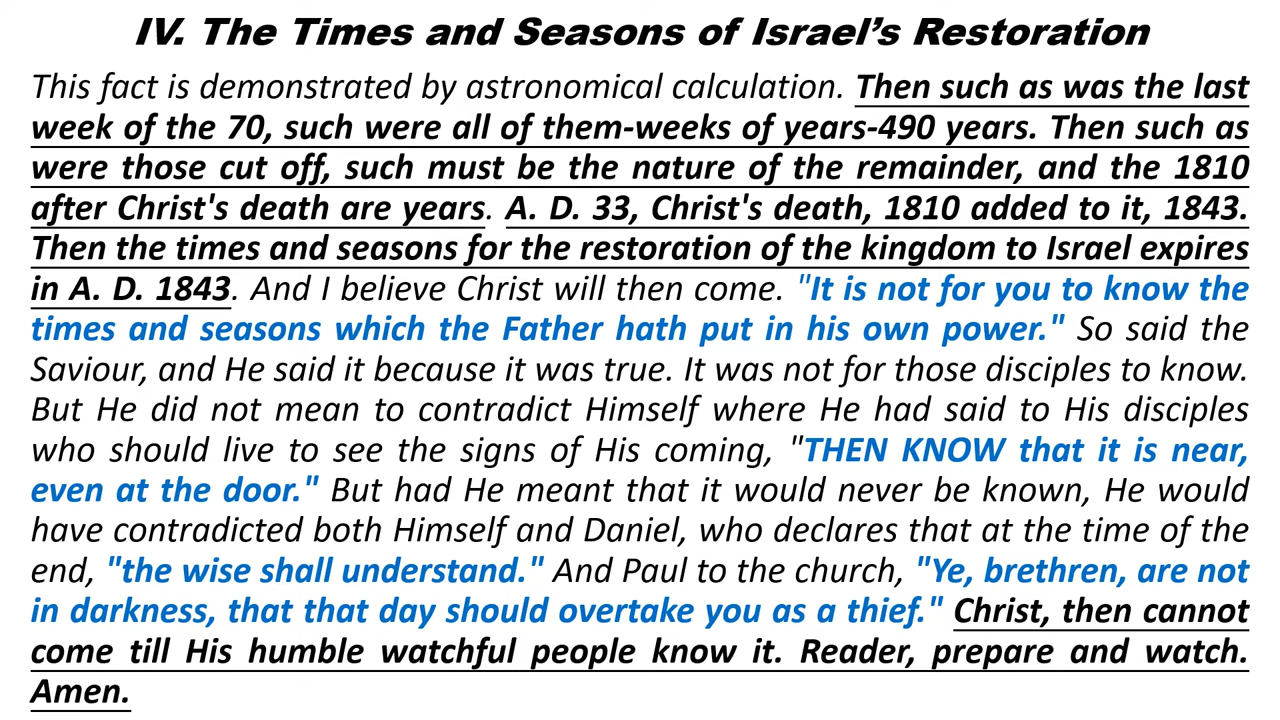 IV. The Times and Seasons of Israel’s Restoration
This fact is demonstrated by astronomical calculation. Then such as was the last
week of the 70, such were all of them-weeks of years-490 years. Then such as
were those cut off, such must be the nature of the remainder, and the 1810
after Christ's death are years. A. D. 33, Christ's death, 1810 added to it, 1843.
Then the times and seasons for the restoration of the kingdom to Israel expires
in A. D. 1843. And I believe Christ will then come. "It is not for you to know the
times and seasons which the Father hath put in his own power." So said the
Saviour, and He said it because it was true. It was not for those disciples to know.
But He did not mean to contradict Himself where He had said to His disciples
who should live to see the signs of His coming, "THEN KNOW that it is near,
even at the door." But had He meant that it would never be known, He would
have contradicted both Himself and Daniel, who declares that at the time of the
end, "the wise shall understand." And Paul to the church, "Ye, brethren, are not
in darkness, that that day should overtake you as a thief." Christ, then cannot
come till His humble watchful people know it. Reader, prepare and watch.
Amen.